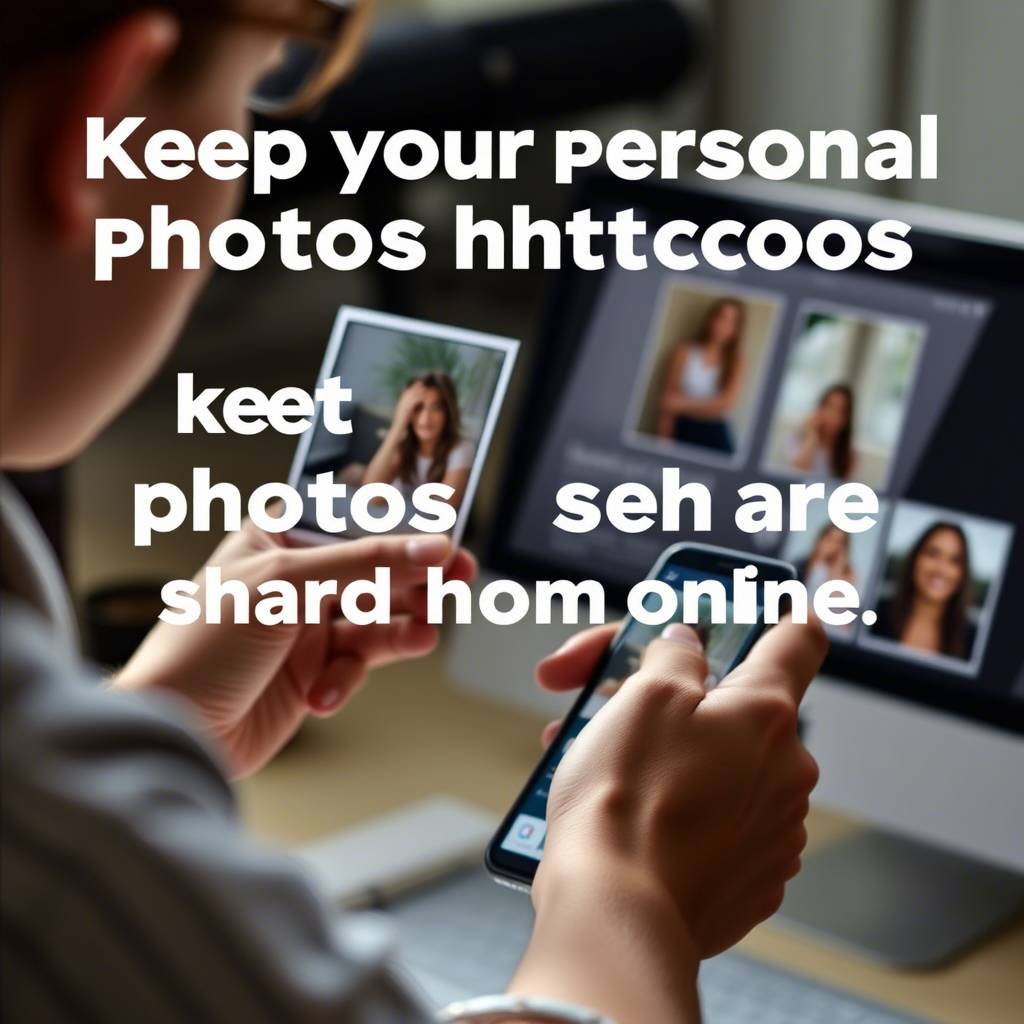 Keep your personal
photos hhttccoos
keet
photos seh are
shard hom online.